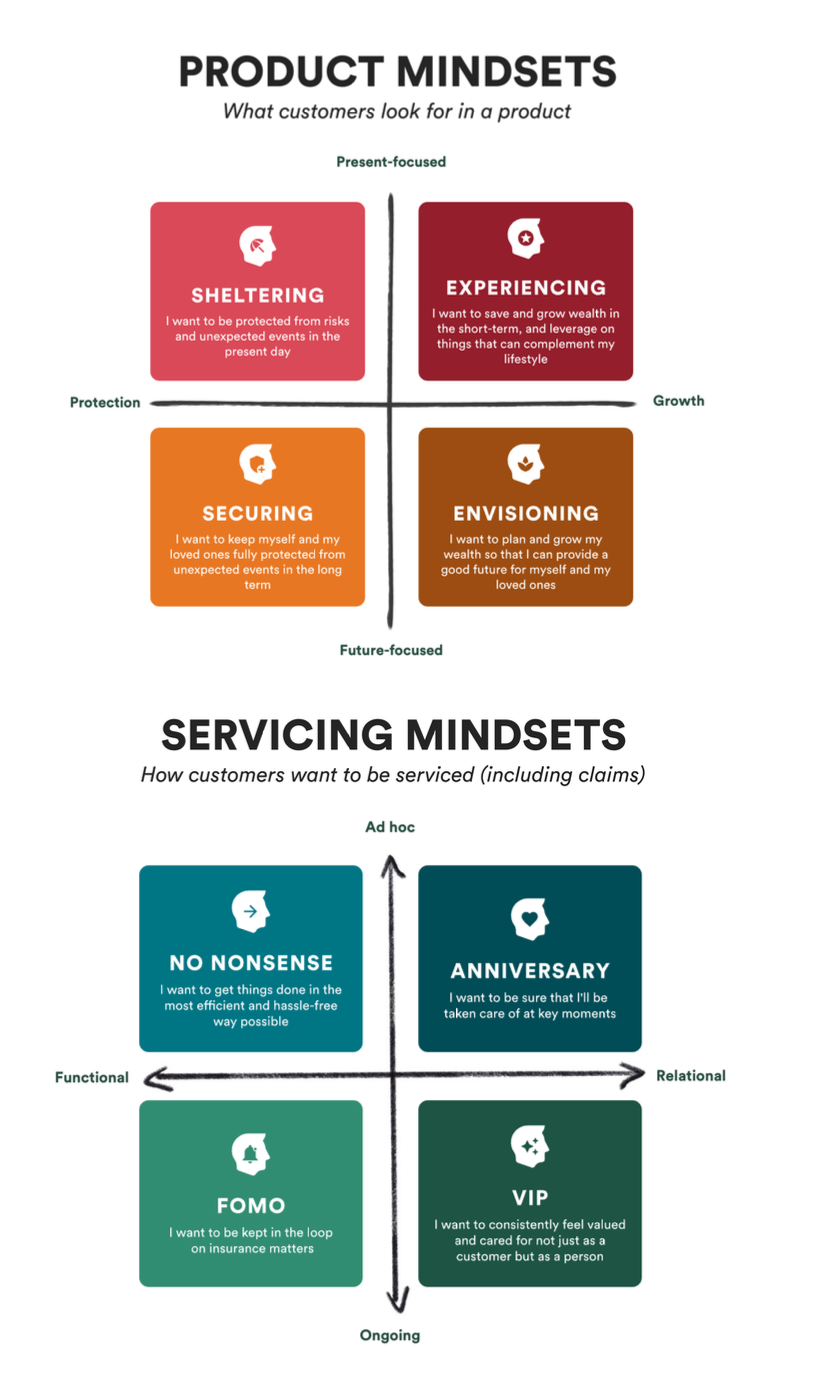 PRODUCT MINDSETS
What customers look for in a product
Present-focused
SHELTERING
I want to be protected from risks
and unexpected events in the
present day
EXPERIENCING
I want to save and grow wealth in
the short-term, and leverage on
things that can complement my
lifestyle
Protection
Growth
SECURING
I want to keep myself and my
loved ones fully protected from
unexpected events in the long
term
ENVISIONING
I want to plan and grow my
wealth so that I can provide a
good future for myself and my
loved ones
Future-focused
SERVICING MINDSETS
How customers want to be serviced (including claims)
Ad hoc
NO NONSENSE
I want to get things done in the
most efficient and hassle-free
way possible
ANNIVERSARY
I want to be sure that I'll be
taken care of at key moments
Functional
Relational
FOMO
I want to be kept in the loop
on insurance matters
VIP
I want to consistently feel valued
and cared for not just as a
customer but as a person
Ongoing